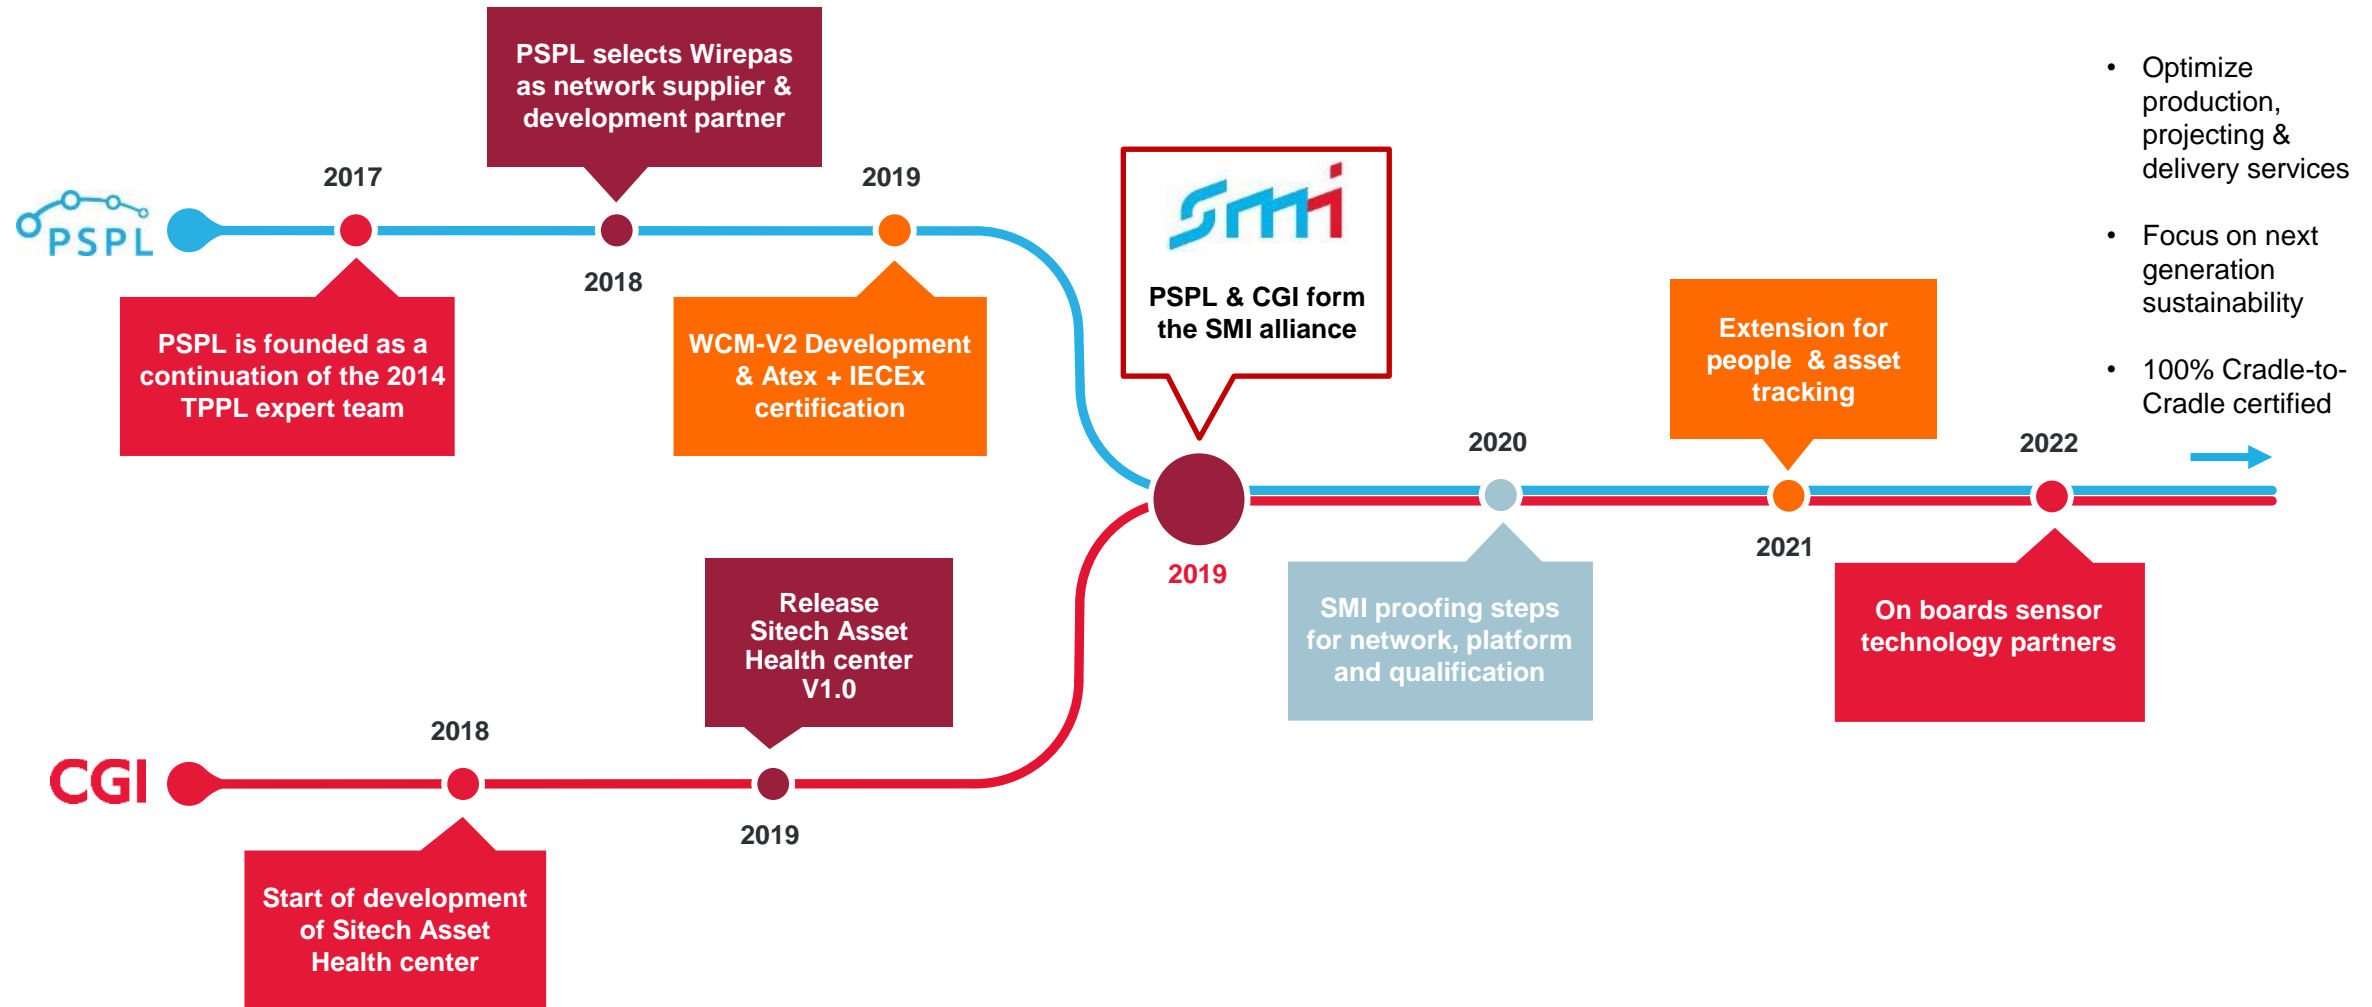 PSPL selects Wirepas
as network supplier &
development partner
2017
2019
PSPL
2018
PSPL is founded as a
continuation of the 2014
TPPL expert team
WCM-V2 Development
& Atex + IECEx
certification
smi
PSPL & CGI form
the SMI alliance
2019
Release
Sitech Asset
Health center
V1.0
2018
CGI
2019
Start of development
of Sitech Asset
Health center
2020
SMI proofing steps
for network, platform
and qualification
Extension for
people & asset
tracking
2021
2022
On boards sensor
technology partners
• Optimize
production,
projecting &
delivery services
• Focus on next
generation
sustainability
• 100% Cradle-to-
Cradle certified